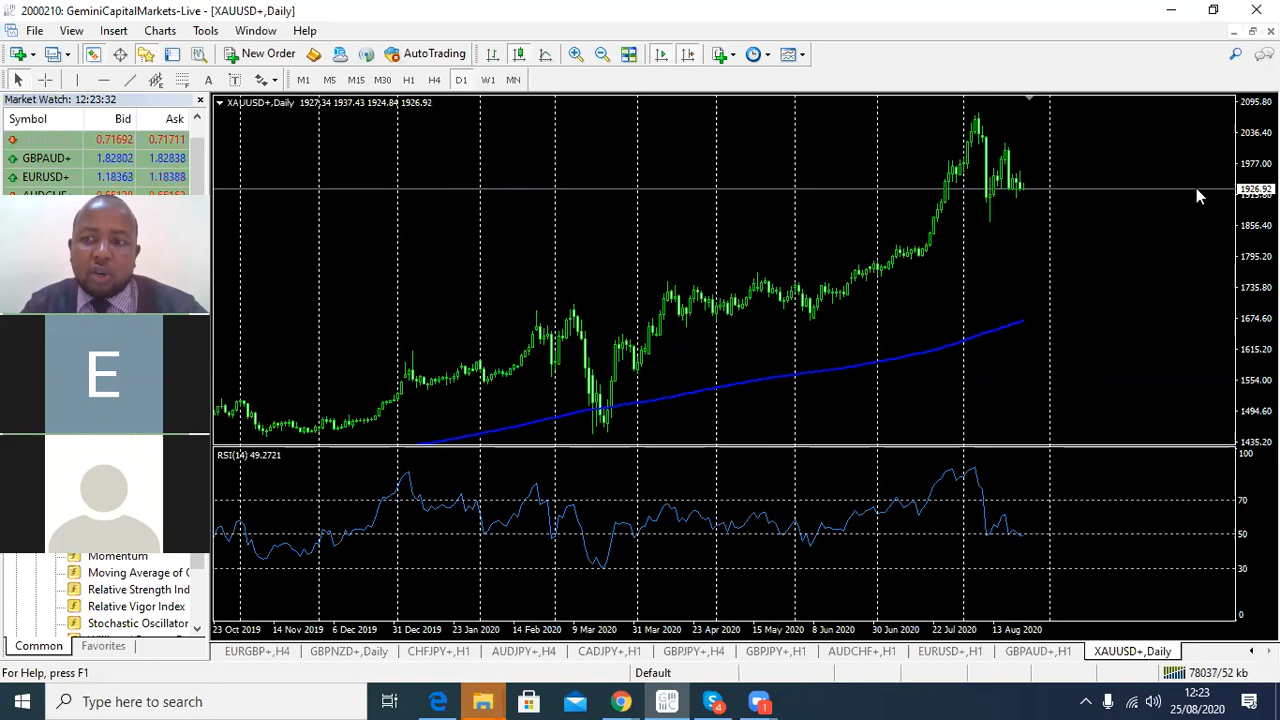 2000210: GeminiCapitalMarkets-Live - [XAUUSD+,Daily]
File View Insert Charts Tools Window Help
New Order AutoTrading
A T M1 M5 M15 M30 H1 H4 D1 W1 MN
Market Watch: 12:23:32
Symbol Bid Ask
0.71692 0.71711
GBPAUD+ 1.82802 1.82838
EURUSD+ 1.18363 1.18388
E
Momentum
Moving Average of O
Relative Strength Ind
Relative Vigor Index
Stochastic Oscillator
Common Favorites
XAUUSD+,Daily 1927.34 1937.43 1924.84 1926.92
2095.80
2036.40
1977.00
1926.92
1856.40
1795.20
1735.80
1674.60
1615.20
1554.00
1494.60
1435.20
RSI(14) 49.2721
100
70
50
30
0
23 Oct 2019 14 Nov 2019 6 Dec 2019 31 Dec 2019 23 Jan 2020 14 Feb 2020 9 Mar 2020 31 Mar 2020 23 Apr 2020 15 May 2020 8 Jun 2020 30 Jun 2020 22 Jul 2020 13 Aug 2020
EURGBP+,H4 GBPNZD+,Daily CHFJPY+,H1 AUDJPY+,H4 CADJPY+,H1 GBPJPY+,H4 GBPJPY+,H1 AUDCHF+,H1 EURUSD+,H1 GBPAUD+,H1 XAUUSD+,Daily
For Help, press F1 Default 78037/52 kb
Type here to search
4
1
12:23
25/08/2020